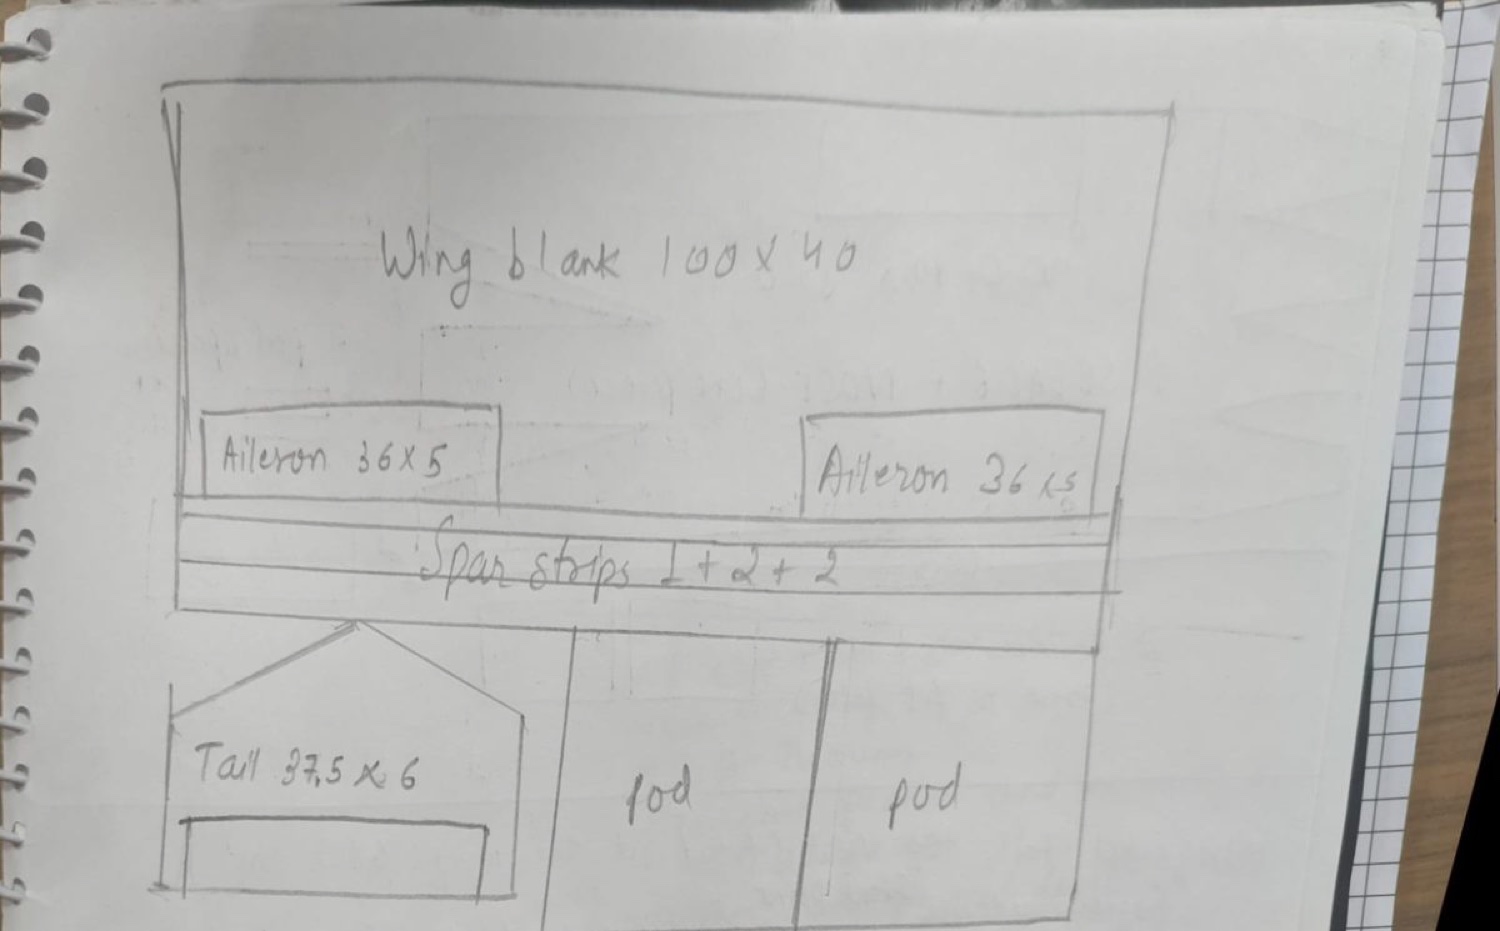 Wing blank 100 x 40
Aileron 36 x 5
Aileron 36 x 5
Spar strips 1 + 2 + 2
Tail 37.5 x 6
pod
pod